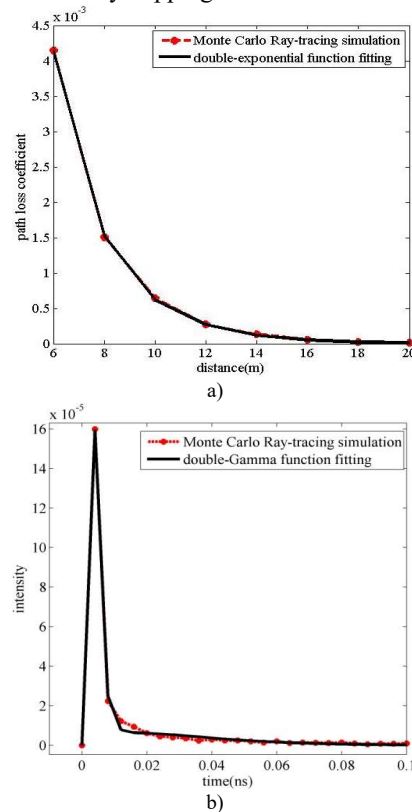 x 10⁻³
4.5
4
3.5
3
2.5
2
1.5
1
0.5
0
path loss coefficient
Monte Carlo Ray-tracing simulation
double-exponential function fitting
6 8 10 12 14 16 18 20
distance(m)
a)
x 10⁻⁵
16
14
12
10
8
6
4
2
0
intensity
Monte Carlo Ray-tracing simulation
double-Gamma function fitting
0 0.02 0.04 0.06 0.08 0.1
time(ns)
b)